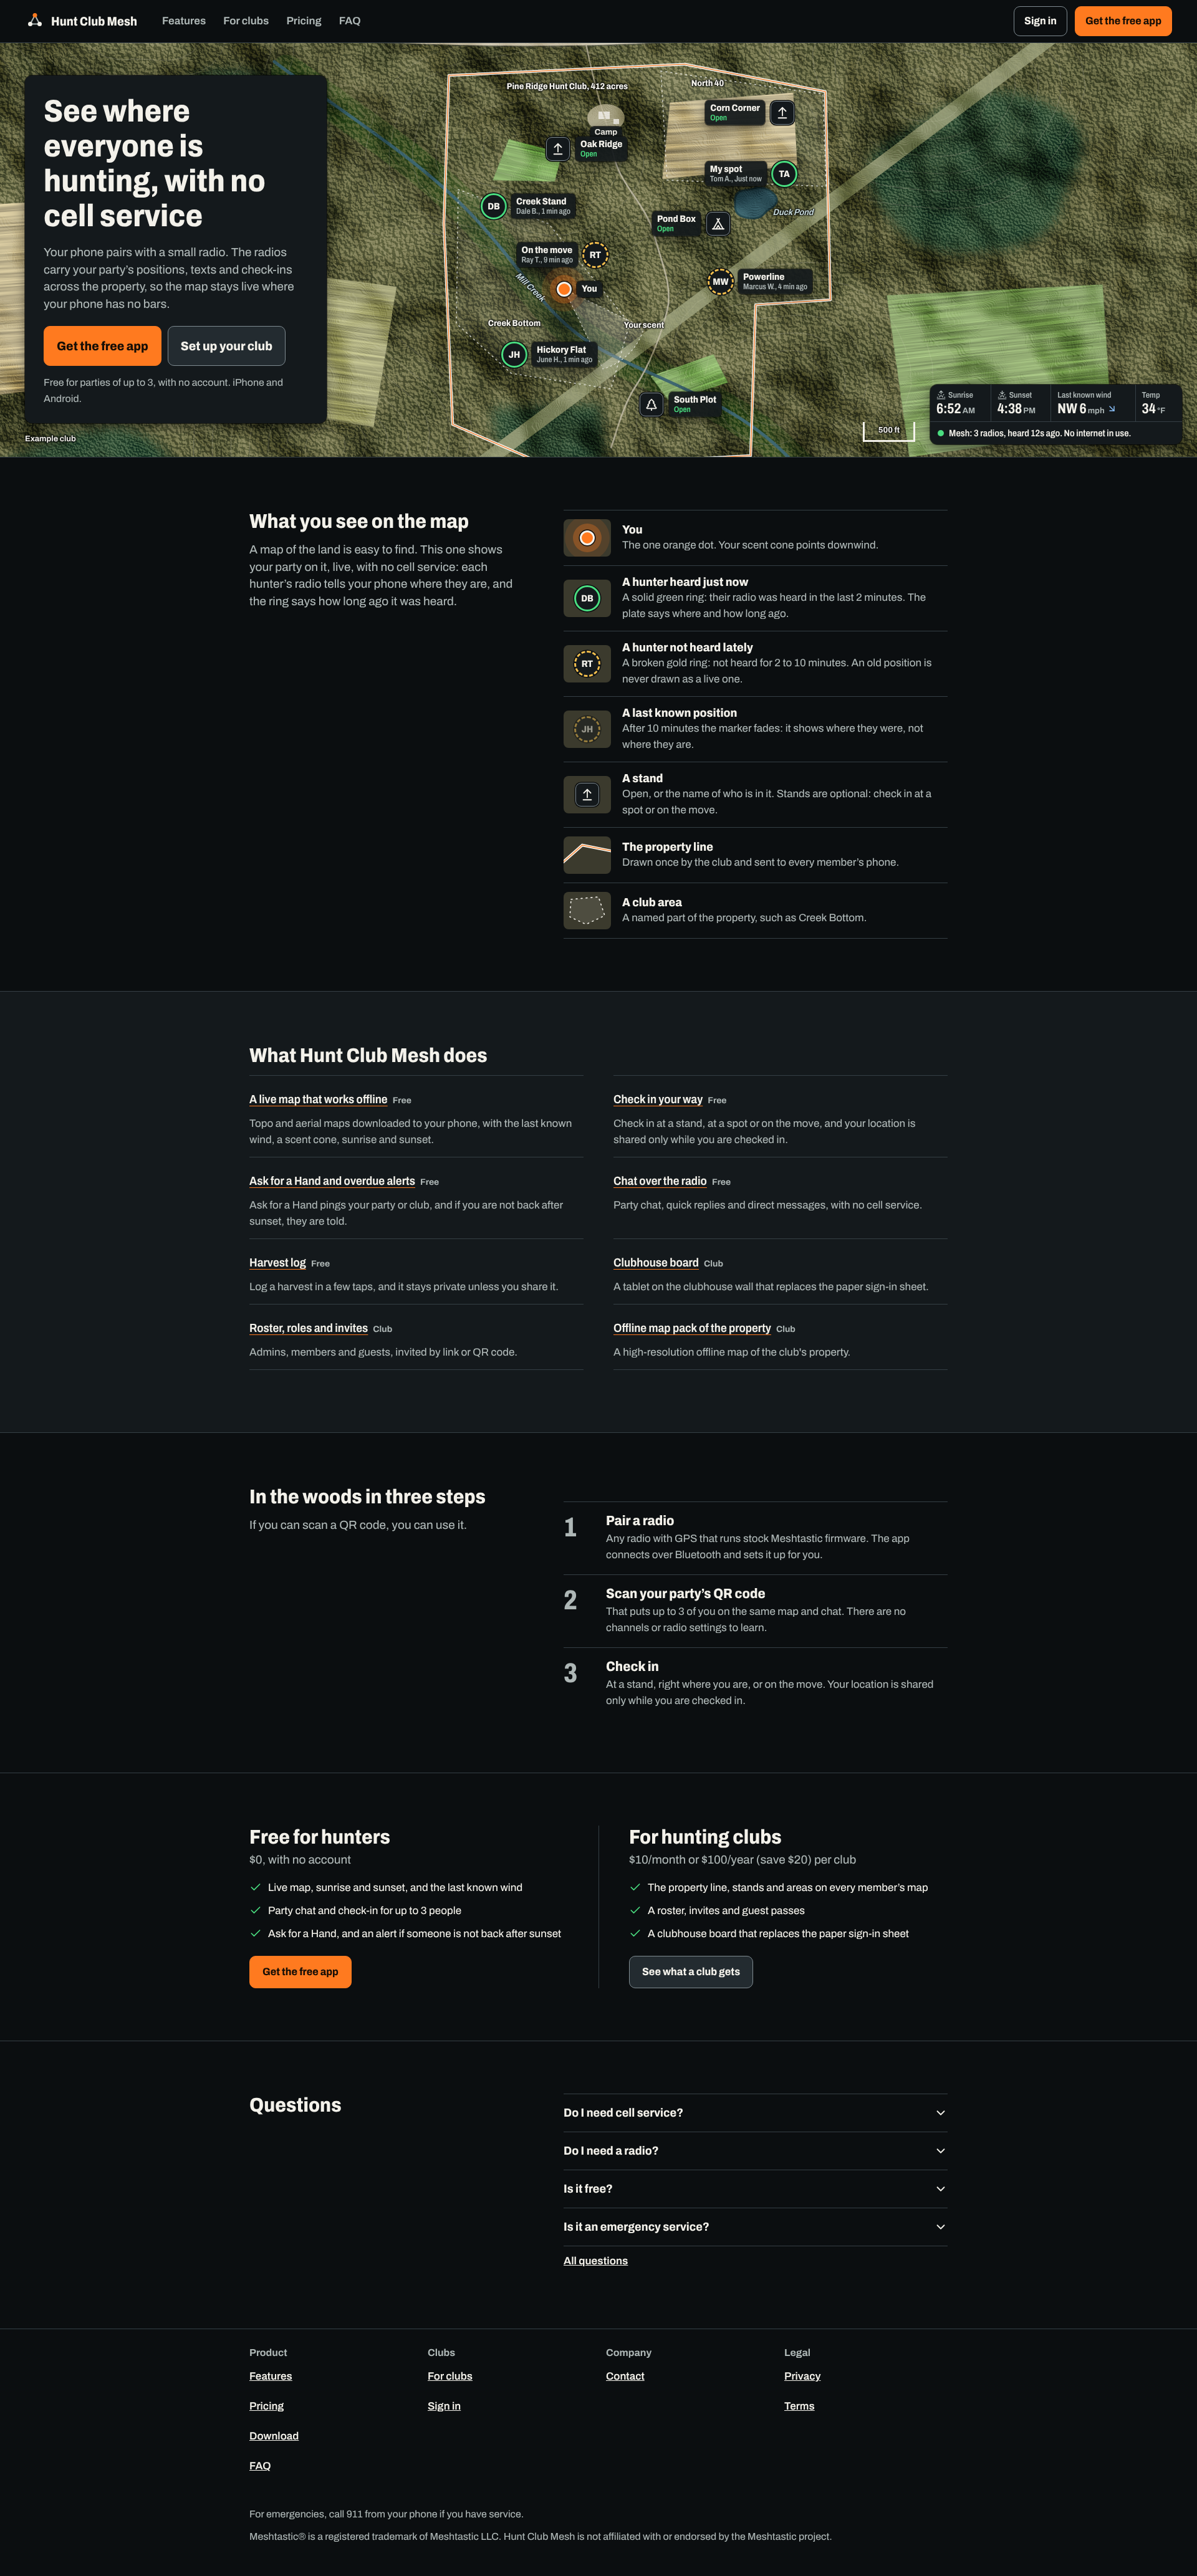 Hunt Club Mesh
Features
For clubs
Pricing
FAQ
Sign in
Get the free app
See where
everyone is
hunting, with no
cell service
Your phone pairs with a small radio. The radios
carry your party's positions, texts and check-ins
across the property, so the map stays live where
your phone has no bars.
Get the free app
Set up your club
Free for parties of up to 3, with no account. iPhone and
Android.
Example club
Pine Ridge Hunt Club, 412 acres
North 40
Corn Corner
Open
Camp
Oak Ridge
Open
My spot
Tom A., Just now
TA
DB
Creek Stand
Dale B., 1 min ago
Duck Pond
Pond Box
Open
On the move
Ray T., 9 min ago
RT
Mill Creek
You
MW
Powerline
Marcus W., 4 min ago
Creek Bottom
Your scent
JH
Hickory Flat
June H., 1 min ago
South Plot
Open
500 ft
Sunrise
6:52 AM
Sunset
4:38 PM
Last known wind
NW 6 mph
Temp
34 °F
Mesh: 3 radios, heard 12s ago. No internet in use.
What you see on the map
A map of the land is easy to find. This one shows
your party on it, live, with no cell service: each
hunter's radio tells your phone where they are, and
the ring says how long ago it was heard.
You
The one orange dot. Your scent cone points downwind.
DB
A hunter heard just now
A solid green ring: their radio was heard in the last 2 minutes. The
plate says where and how long ago.
RT
A hunter not heard lately
A broken gold ring: not heard for 2 to 10 minutes. An old position is
never drawn as a live one.
JH
A last known position
After 10 minutes the marker fades: it shows where they were, not
where they are.
A stand
Open, or the name of who is in it. Stands are optional: check in at a
spot or on the move.
The property line
Drawn once by the club and sent to every member's phone.
A club area
A named part of the property, such as Creek Bottom.
What Hunt Club Mesh does
A live map that works offline Free
Topo and aerial maps downloaded to your phone, with the last known
wind, a scent cone, sunrise and sunset.
Check in your way Free
Check in at a stand, at a spot or on the move, and your location is
shared only while you are checked in.
Ask for a Hand and overdue alerts Free
Ask for a Hand pings your party or club, and if you are not back after
sunset, they are told.
Chat over the radio Free
Party chat, quick replies and direct messages, with no cell service.
Harvest log Free
Log a harvest in a few taps, and it stays private unless you share it.
Clubhouse board Club
A tablet on the clubhouse wall that replaces the paper sign-in sheet.
Roster, roles and invites Club
Admins, members and guests, invited by link or QR code.
Offline map pack of the property Club
A high-resolution offline map of the club's property.
In the woods in three steps
If you can scan a QR code, you can use it.
1
Pair a radio
Any radio with GPS that runs stock Meshtastic firmware. The app
connects over Bluetooth and sets it up for you.
2
Scan your party's QR code
That puts up to 3 of you on the same map and chat. There are no
channels or radio settings to learn.
3
Check in
At a stand, right where you are, or on the move. Your location is shared
only while you are checked in.
Free for hunters
$0, with no account
Live map, sunrise and sunset, and the last known wind
Party chat and check-in for up to 3 people
Ask for a Hand, and an alert if someone is not back after sunset
Get the free app
For hunting clubs
$10/month or $100/year (save $20) per club
The property line, stands and areas on every member's map
A roster, invites and guest passes
A clubhouse board that replaces the paper sign-in sheet
See what a club gets
Questions
Do I need cell service?
Do I need a radio?
Is it free?
Is it an emergency service?
All questions
Product
Features
Pricing
Download
FAQ
Clubs
For clubs
Sign in
Company
Contact
Legal
Privacy
Terms
For emergencies, call 911 from your phone if you have service.
Meshtastic® is a registered trademark of Meshtastic LLC. Hunt Club Mesh is not affiliated with or endorsed by the Meshtastic project.